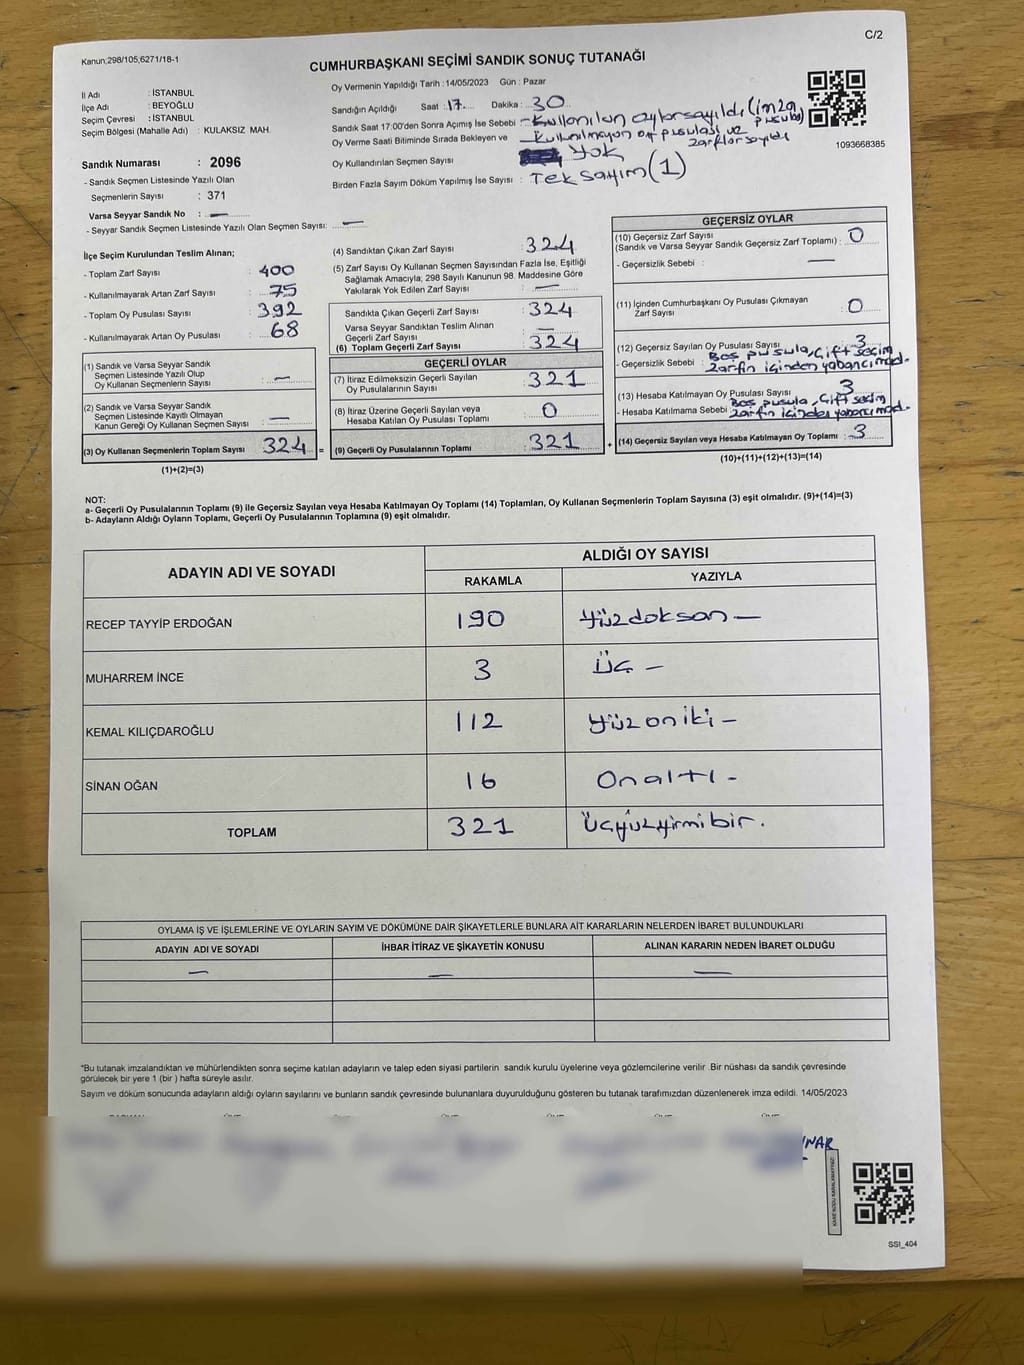 C/2
Kanun,298/105,6271/18-1
CUMHURBAŞKANI SEÇİMİ SANDIK SONUÇ TUTANAĞI
İl Adı : İSTANBUL
İlçe Adı : BEYOĞLU
Seçim Çevresi : İSTANBUL
Seçim Bölgesi (Mahalle Adı) : KULAKSIZ MAH.
Sandık Numarası : 2096
- Sandık Seçmen Listesinde Yazılı Olan
Seçmenlerin Sayısı : 371
Varsa Seyyar Sandık No : —
- Seyyar Sandık Seçmen Listesinde Yazılı Olan Seçmen Sayısı: —
Oy Vermenin Yapıldığı Tarih : 14/05/2023 Gün : Pazar
Sandığın Açıldığı Saat : 17 Dakika : 30
Sandık Saat 17:00'den Sonra Açımış İse Sebebi : Kullanılan oylar sayıldı (imza pusula)
Oy Verme Saati Bitiminde Sırada Bekleyen ve Kullanılmayan oy pusulası ve zarflar sayıldı
Oy Kullandırılan Seçmen Sayısı Yok
Birden Fazla Sayım Döküm Yapılmış İse Sayısı : Tek sayım (1)
1093668385
İlçe Seçim Kurulundan Teslim Alınan;
- Toplam Zarf Sayısı : 400
- Kullanılmayarak Artan Zarf Sayısı : 75
- Toplam Oy Pusulası Sayısı : 392
- Kullanılmayarak Artan Oy Pusulası : 68
(1) Sandık ve Varsa Seyyar Sandık
Seçmen Listesinde Yazılı Olup
Oy Kullanan Seçmenlerin Sayısı : —
(2) Sandık ve Varsa Seyyar Sandık
Seçmen Listesinde Kayıtlı Olmayan
Kanun Gereği Oy Kullanan Seçmen Sayısı : —
(3) Oy Kullanan Seçmenlerin Toplam Sayısı 324 =
(1)+(2)=(3)
(4) Sandıktan Çıkan Zarf Sayısı : 324
(5) Zarf Sayısı Oy Kullanan Seçmen Sayısından Fazla İse, Eşitliği
Sağlamak Amacıyla, 298 Sayılı Kanunun 98. Maddesine Göre
Yakılarak Yok Edilen Zarf Sayısı : —
Sandıkta Çıkan Geçerli Zarf Sayısı : 324
Varsa Seyyar Sandıktan Teslim Alınan
Geçerli Zarf Sayısı : —
(6) Toplam Geçerli Zarf Sayısı : 324
GEÇERLİ OYLAR
(7) İtiraz Edilmeksizin Geçerli Sayılan
Oy Pusulalarının Sayısı : 321
(8) İtiraz Üzerine Geçerli Sayılan veya
Hesaba Katılan Oy Pusulası Toplamı : 0
(9) Geçerli Oy Pusulalarının Toplamı : 321 +
GEÇERSİZ OYLAR
(10) Geçersiz Zarf Sayısı
(Sandık ve Varsa Seyyar Sandık Geçersiz Zarf Toplamı) : 0
- Geçersizlik Sebebi : —
(11) İçinden Cumhurbaşkanı Oy Pusulası Çıkmayan
Zarf Sayısı : 0
(12) Geçersiz Sayılan Oy Pusulası Sayısı : 3
- Geçersizlik Sebebi : Boş pusula, Çift seçim
zarfın içinden yabancı mad.
(13) Hesaba Katılmayan Oy Pusulası Sayısı : 3
- Hesaba Katılmama Sebebi : Boş pusula, Çift seçim
zarfın içinden yabancı mad.
(14) Geçersiz Sayılan veya Hesaba Katılmayan Oy Toplamı : 3
(10)+(11)+(12)+(13)=(14)
NOT:
a- Geçerli Oy Pusulalarının Toplamı (9) ile Geçersiz Sayılan veya Hesaba Katılmayan Oy Toplamı (14) Toplamları, Oy Kullanan Seçmenlerin Toplam Sayısına (3) eşit olmalıdır. (9)+(14)=(3)
b- Adayların Aldığı Oyların Toplamı, Geçerli Oy Pusulalarının Toplamına (9) eşit olmalıdır.
ADAYIN ADI VE SOYADI
ALDIĞI OY SAYISI
RAKAMLA YAZIYLA
RECEP TAYYİP ERDOĞAN 190 Yüzdoksan —
MUHARREM İNCE 3 Üç —
KEMAL KILIÇDAROĞLU 112 Yüzoniki —
SİNAN OĞAN 16 Onaltı -
TOPLAM 321 Üçyüzyirmibir.
OYLAMA İŞ VE İŞLEMLERİNE VE OYLARIN SAYIM VE DÖKÜMÜNE DAİR ŞİKAYETLERLE BUNLARA AİT KARARLARIN NELERDEN İBARET BULUNDUKLARI
ADAYIN ADI VE SOYADI İHBAR İTİRAZ VE ŞİKAYETİN KONUSU ALINAN KARARIN NEDEN İBARET OLDUĞU
— — —
*Bu tutanak imzalandıktan ve mühürlendikten sonra seçime katılan adayların ve talep eden siyasi partilerin sandık kurulu üyelerine veya gözlemcilerine verilir .Bir nüshası da sandık çevresinde
görülecek bir yere 1 (bir ) hafta süreyle asılır.
Sayım ve döküm sonucunda adayların aldığı oyların sayılarını ve bunların sandık çevresinde bulunanlara duyurulduğunu gösteren bu tutanak tarafımızdan düzenlenerek imza edildi. 14/05/2023
SSI_404